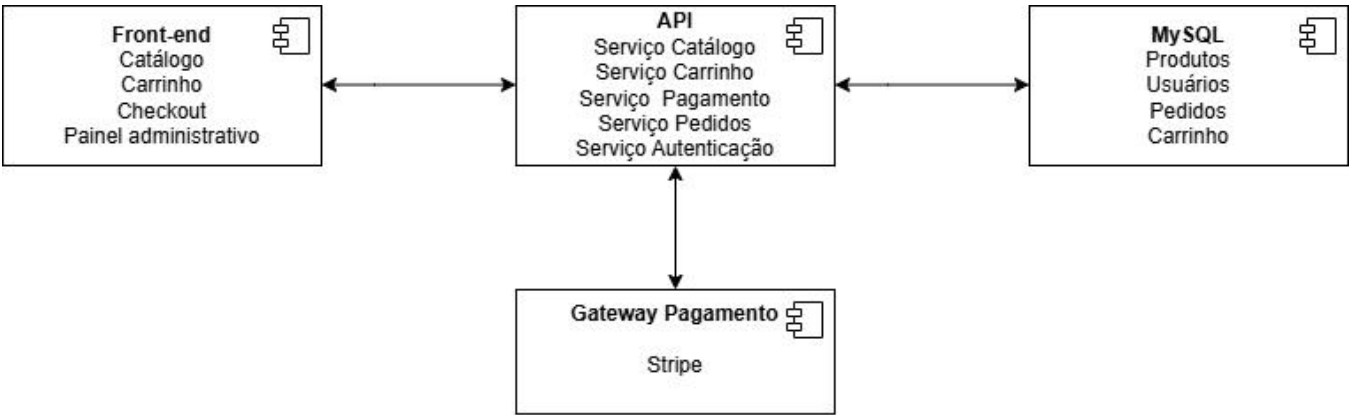 Front-end
Catálogo
Carrinho
Checkout
Painel administrativo
API
Serviço Catálogo
Serviço Carrinho
Serviço Pagamento
Serviço Pedidos
Serviço Autenticação
MySQL
Produtos
Usuários
Pedidos
Carrinho
Gateway Pagamento
Stripe